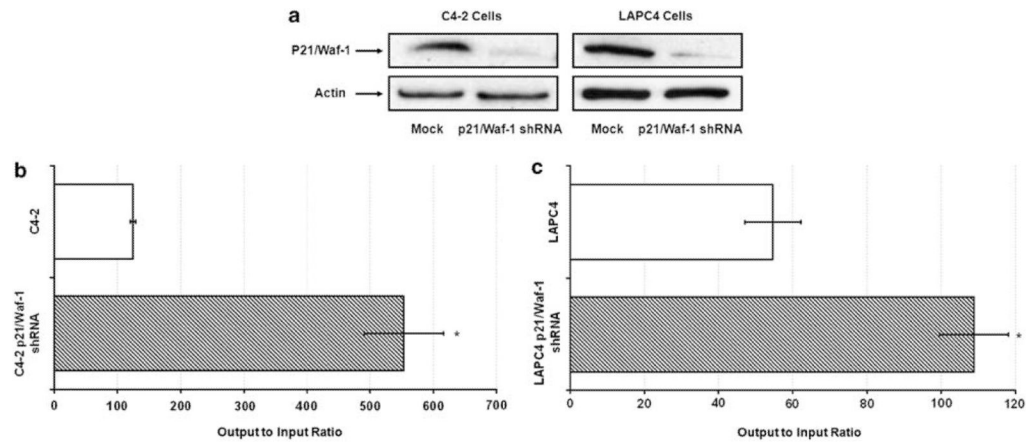 a
C4-2 Cells
LAPC4 Cells
P21/Waf-1
Actin
Mock p21/Waf-1 shRNA
Mock p21/Waf-1 shRNA
b
C4-2
C4-2 p21/Waf-1
shRNA
*
0 100 200 300 400 500 600 700
Output to Input Ratio
c
LAPC4
LAPC4 p21/Waf-1
shRNA
*
0 20 40 60 80 100 120
Output to Input Ratio